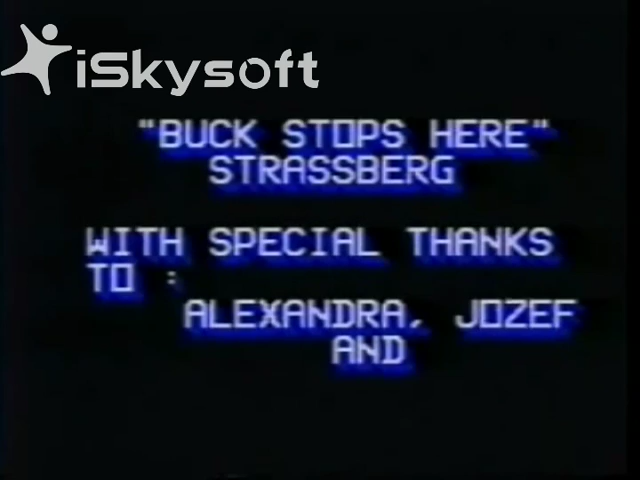 iSkysoft
"BUCK STOPS HERE"
STRASSBERG
WITH SPECIAL THANKS
TO :
ALEXANDRA, JOZEF
AND